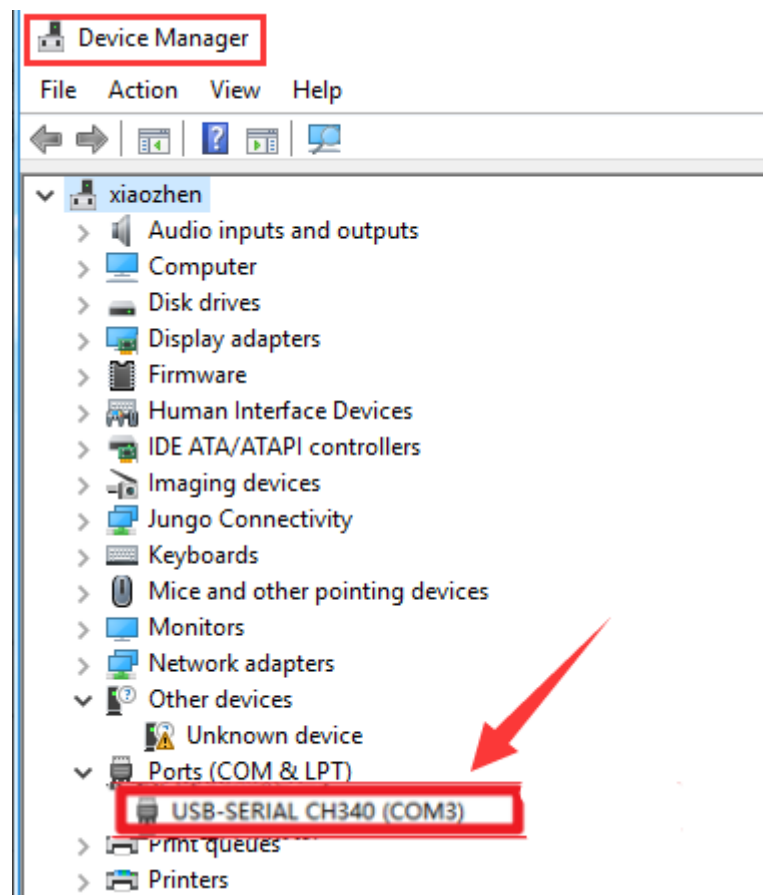 Device Manager
File Action View Help
xiaozhen
Audio inputs and outputs
Computer
Disk drives
Display adapters
Firmware
Human Interface Devices
IDE ATA/ATAPI controllers
Imaging devices
Jungo Connectivity
Keyboards
Mice and other pointing devices
Monitors
Network adapters
Other devices
Unknown device
Ports (COM & LPT)
USB-SERIAL CH340 (COM3)
Print queues
Printers